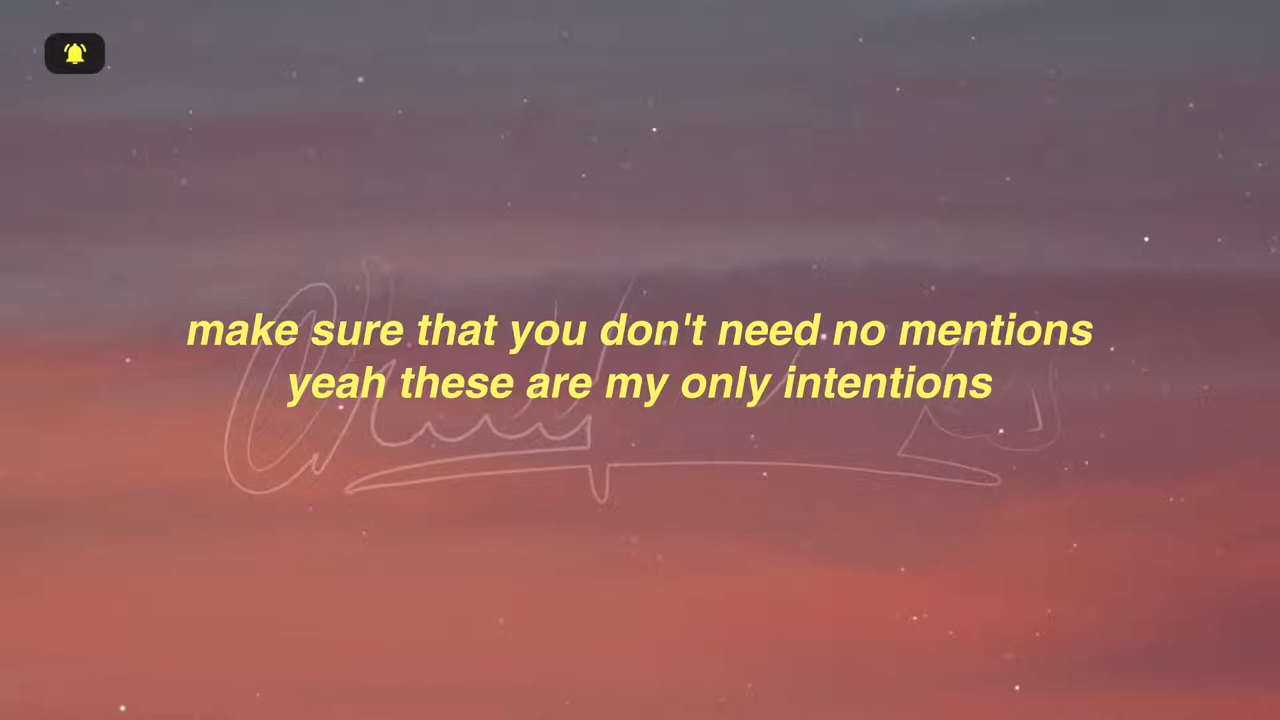 make sure that you don't need no mentions
yeah these are my only intentions